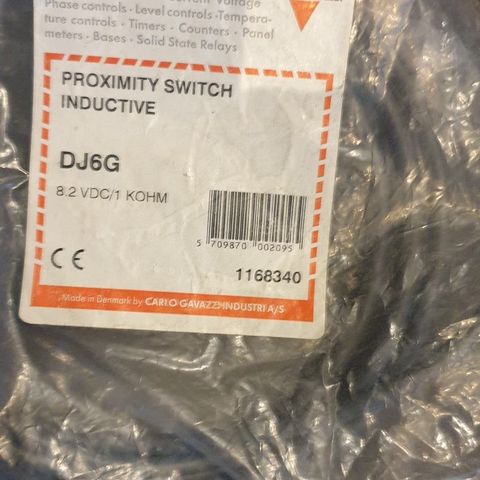 Voltage
Phase controls · Level controls · Tempera-
ture controls · Timers · Counters · Panel
meters · Bases · Solid State Relays
PROXIMITY SWITCH
INDUCTIVE
DJ6G
8.2 VDC/1 KOHM
5 709870 002095
CE
1168340
Made in Denmark by CARLO GAVAZZI INDUSTRI A/S